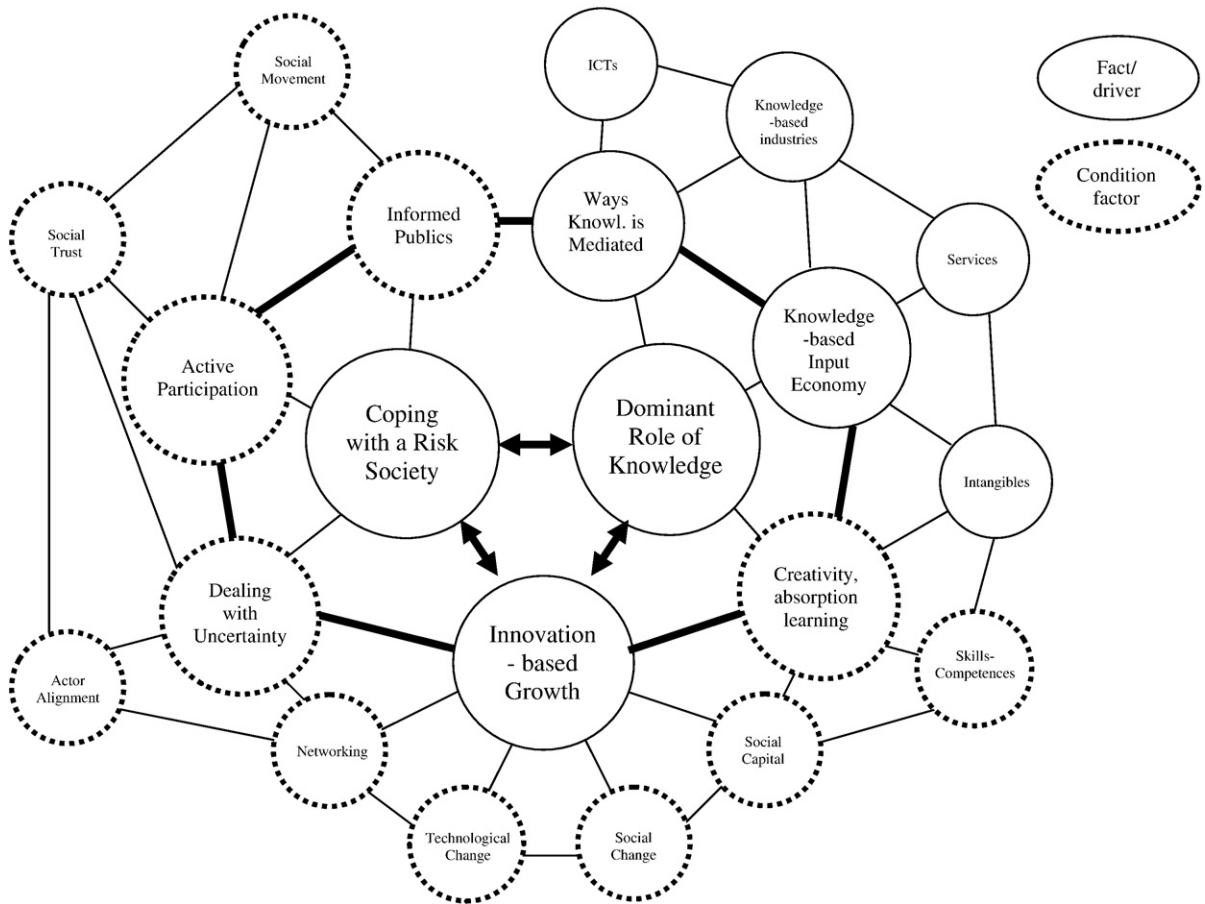 Social
Movement
ICTs
Knowledge
-based
industries
Fact/
driver
Condition
factor
Social
Trust
Informed
Publics
Ways
Knowl. is
Mediated
Services
Active
Participation
Knowledge
-based
Input
Economy
Coping
with a Risk
Society
Dominant
Role of
Knowledge
Intangibles
Dealing
with
Uncertainty
Creativity,
absorption
learning
Innovation
- based
Growth
Skills-
Competences
Actor
Alignment
Networking
Social
Capital
Technological
Change
Social
Change